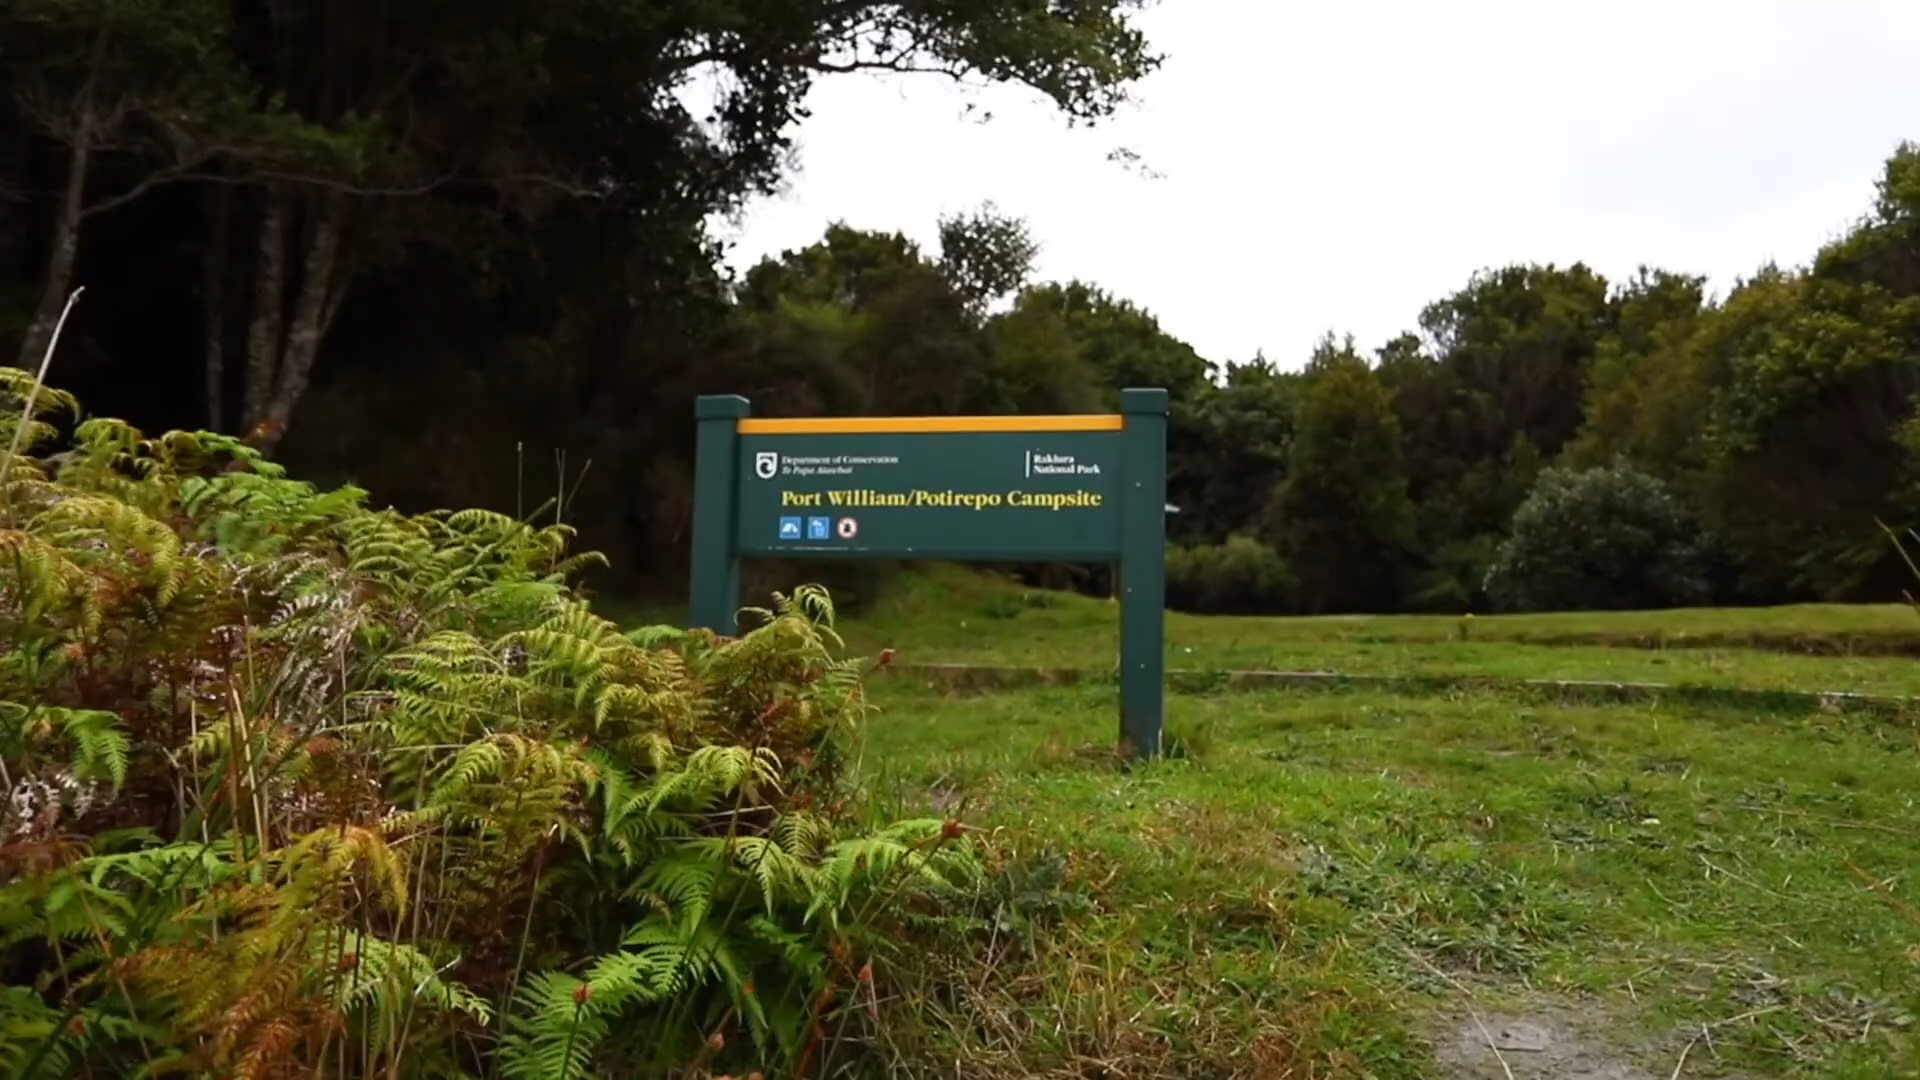 Department of Conservation
Te Papa Atawhai
Rakiura
National Park
Port William/Potirepo Campsite